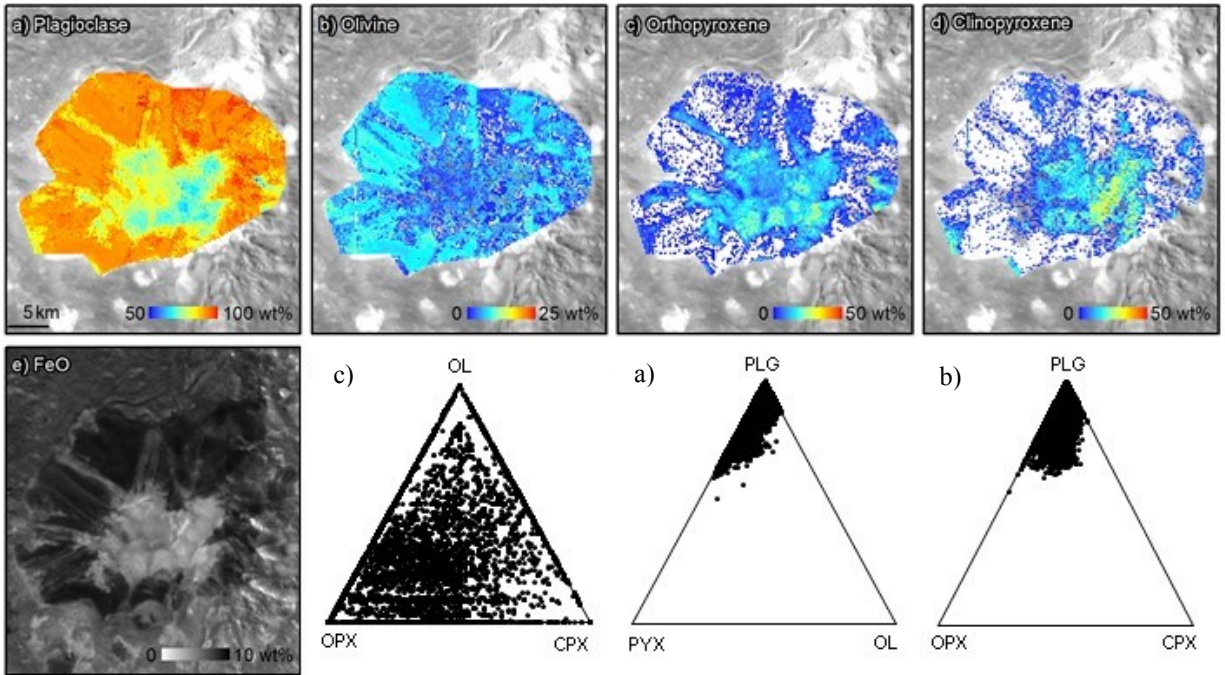 a) Plagioclase
b) Olivine
c) Orthopyroxene
d) Clinopyroxene
5 km
50 100 wt%
0 25 wt%
0 50 wt%
0 50 wt%
e) FeO
0 10 wt%
c)
OL
OPX CPX
a)
PLG
PYX OL
b)
PLG
OPX CPX